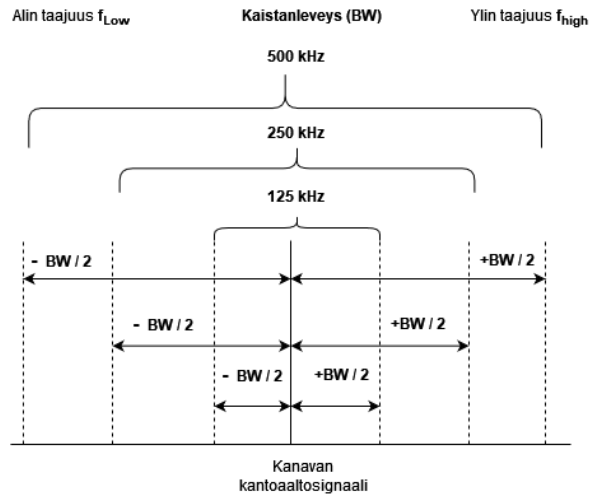 Alin taajuus fLow Kaistanleveys (BW) Ylin taajuus fhigh
500 kHz
250 kHz
125 kHz
- BW / 2 +BW / 2
- BW / 2 +BW / 2
- BW / 2 +BW / 2
Kanavan
kantoaaltosignaali